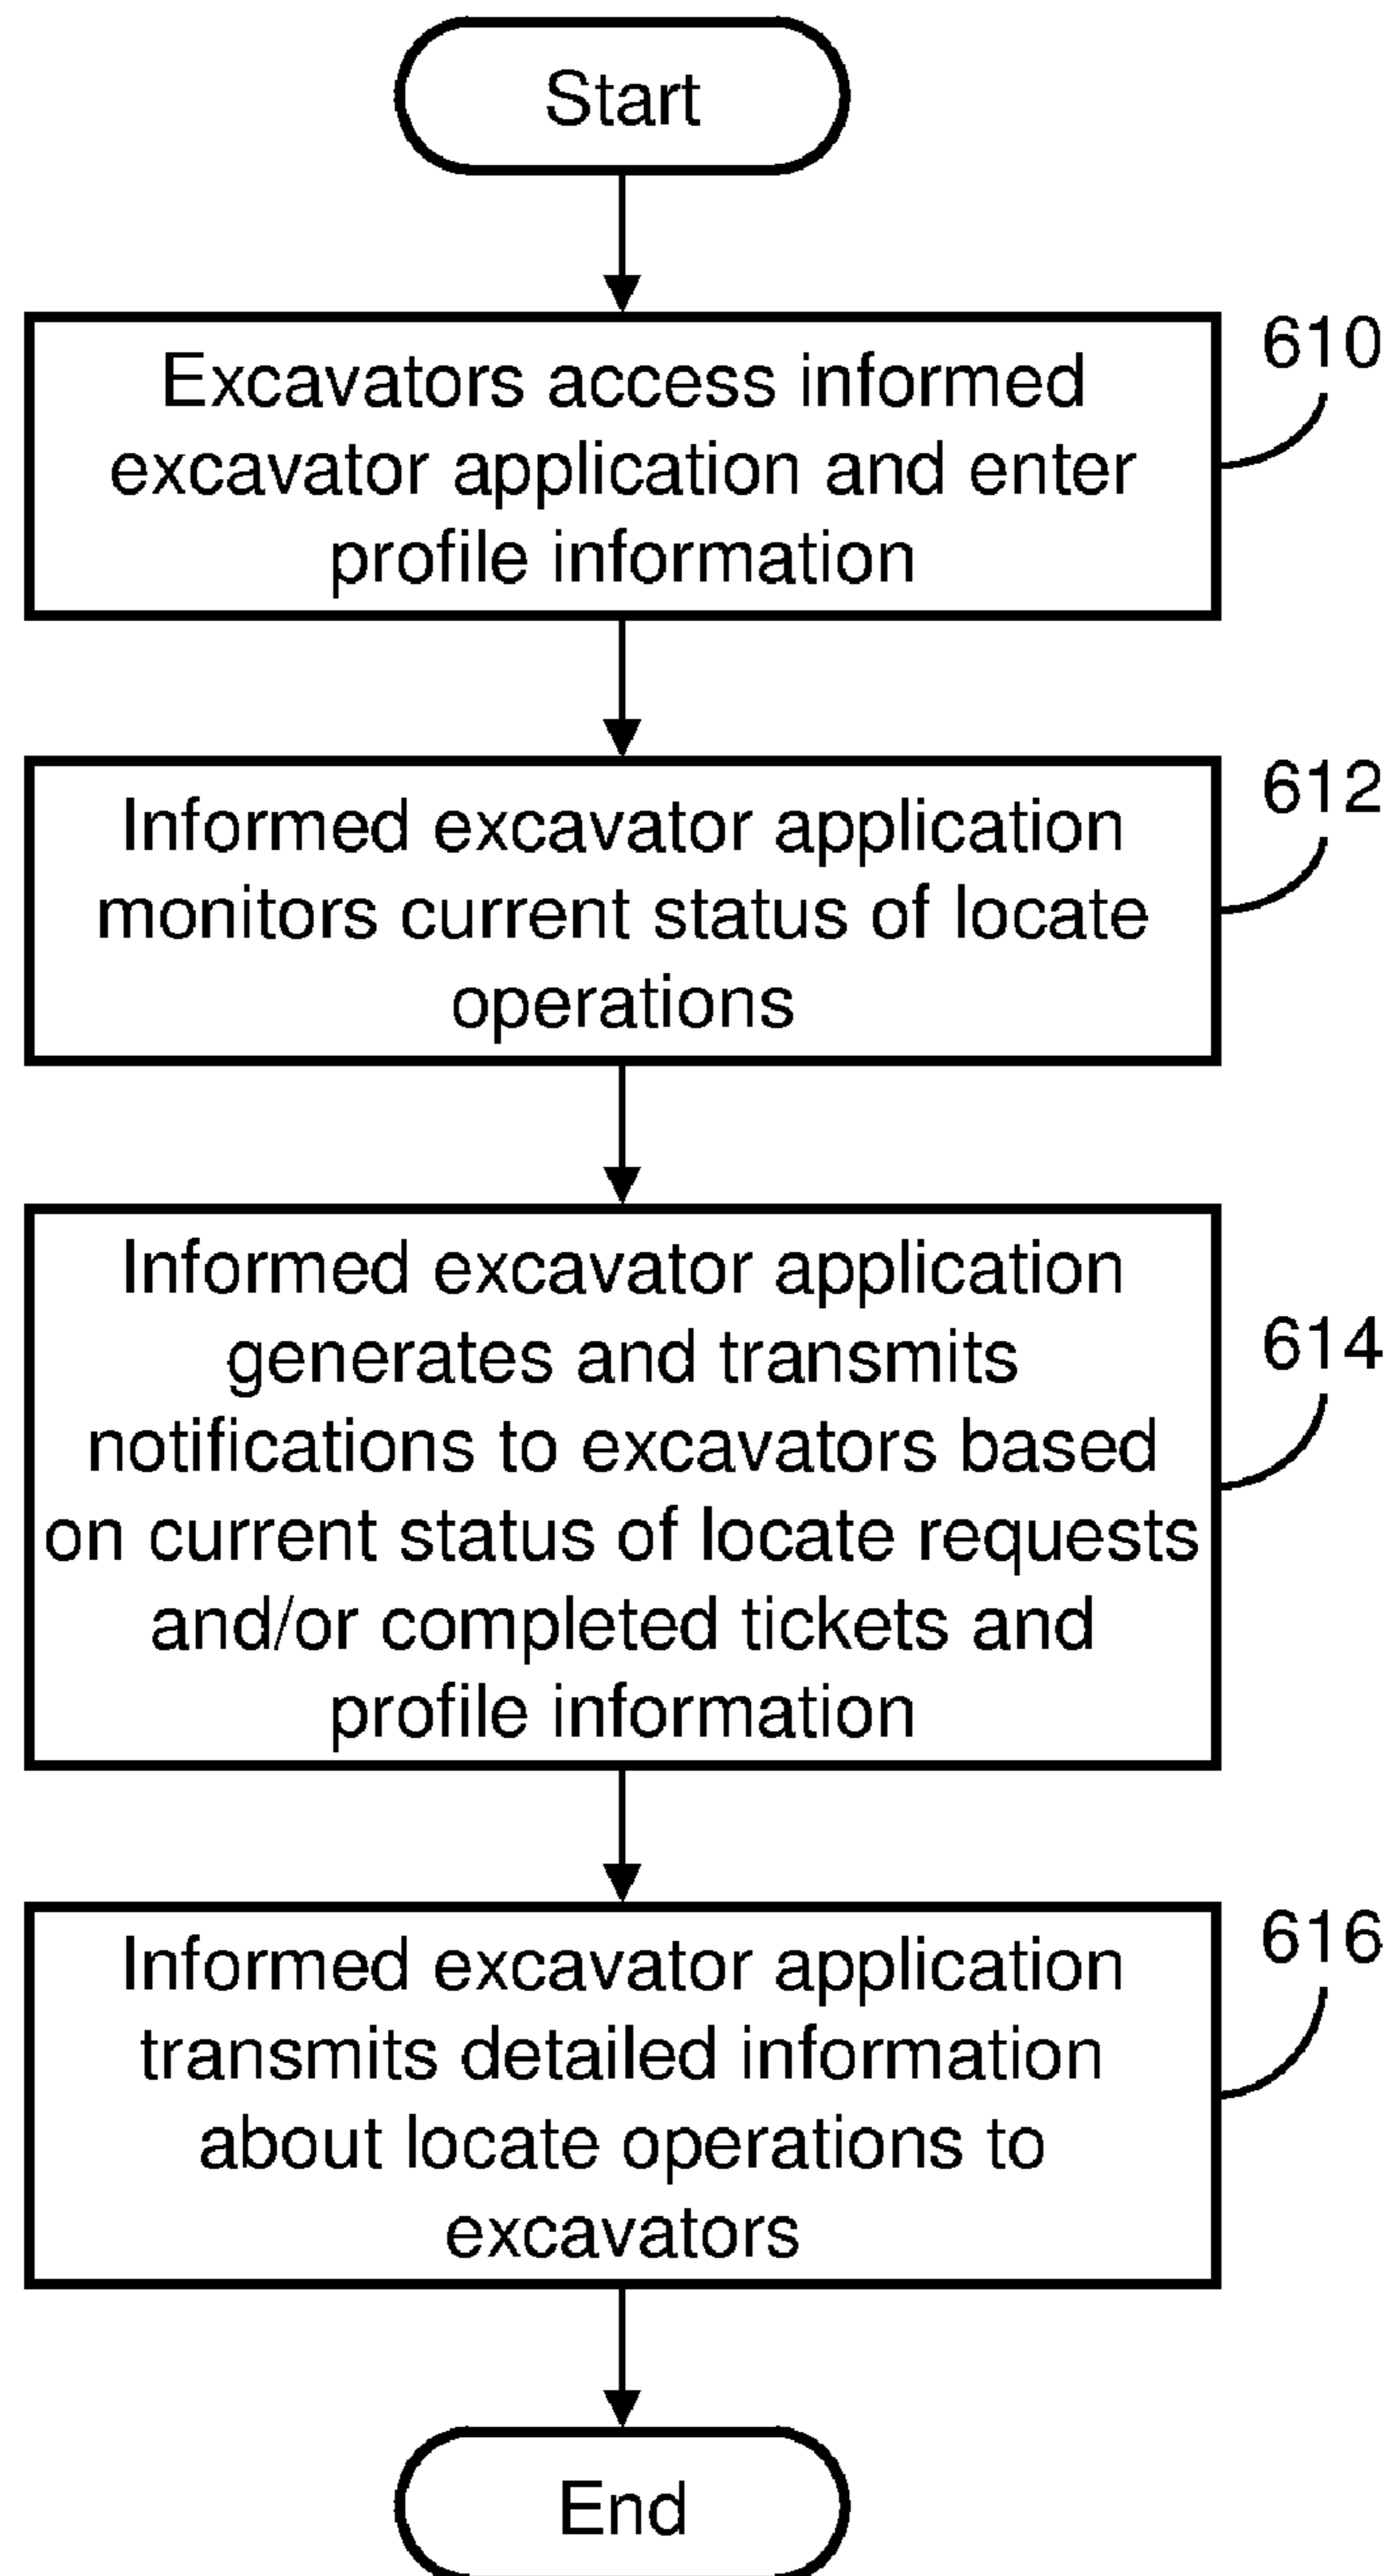 Start
610
Excavators access informed
excavator application and enter
profile information
612
Informed excavator application
monitors current status of locate
operations
Informed excavator application
generates and transmits
614
notifications to excavators based
on current status of locate requests
and/or completed tickets and
profile information
616
Informed excavator application
transmits detailed information
about locate operations to
excavators
End